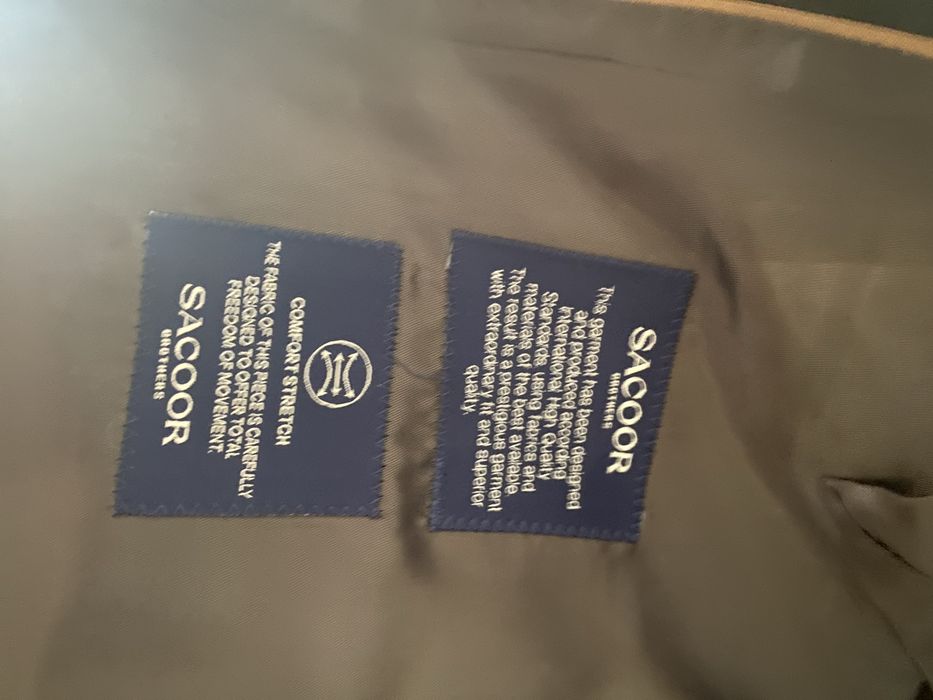 SACOOR
BROTHERS
This garment has been designed
and produced according
International High Quality
Standards, using fabrics and
materials of the best available.
The result is a prestigious garment
with extraordinary fit and superior
quality.
COMFORT STRETCH
THE FABRIC OF THIS PIECE IS CAREFULLY
DESIGNED TO OFFER TOTAL
FREEDOM OF MOVEMENT.
SACOOR
BROTHERS